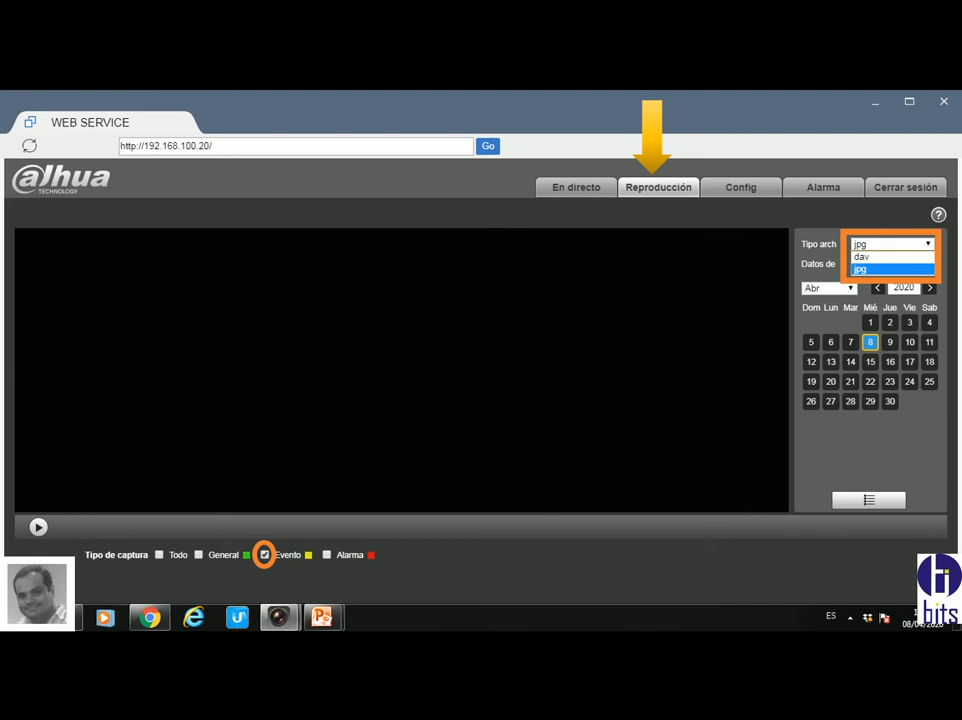 WEB SERVICE
http://192.168.100.20/
Go
alhua
TECHNOLOGY
En directo
Reproducción
Config
Alarma
Cerrar sesión
?
Tipo arch
jpg
dav
jpg
Datos de
Abr
2020
Dom Lun Mar Mié Jue Vie Sab
1 2 3 4
5 6 7 8 9 10 11
12 13 14 15 16 17 18
19 20 21 22 23 24 25
26 27 28 29 30
Tipo de captura Todo General Evento Alarma
ES
08/04/2020
hi
bits